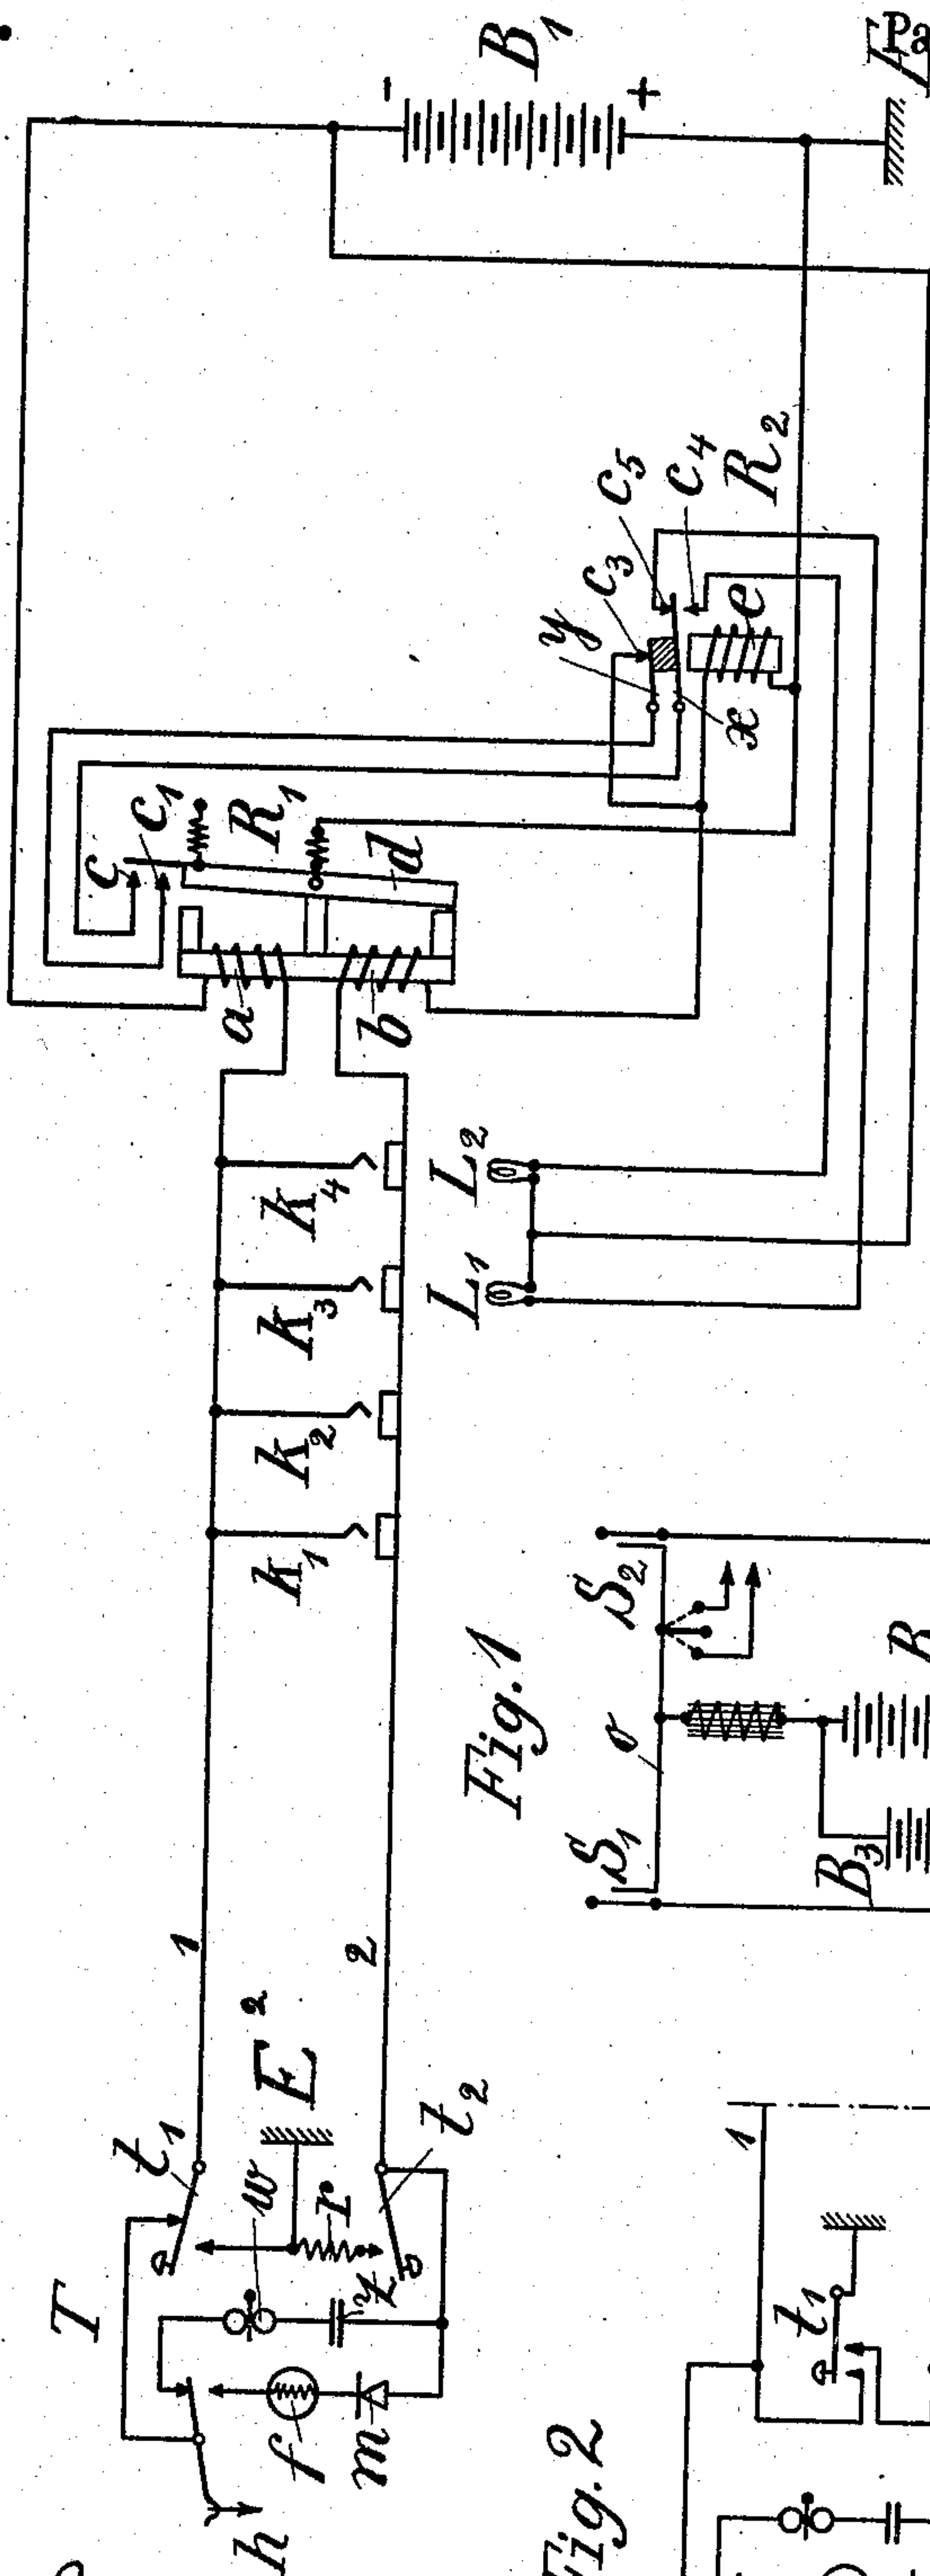 Pa
B1
-
+
C5
C4
R2
C3
y
e
x
C
C1
R1
d
a
b
L2
L1
k4
k3
k2
k1
Fig. 1
S2
S1
o
B3
B
1
2
E2
t1
t2
w
r
z
T
f
m
h
1
t1
Fig. 2